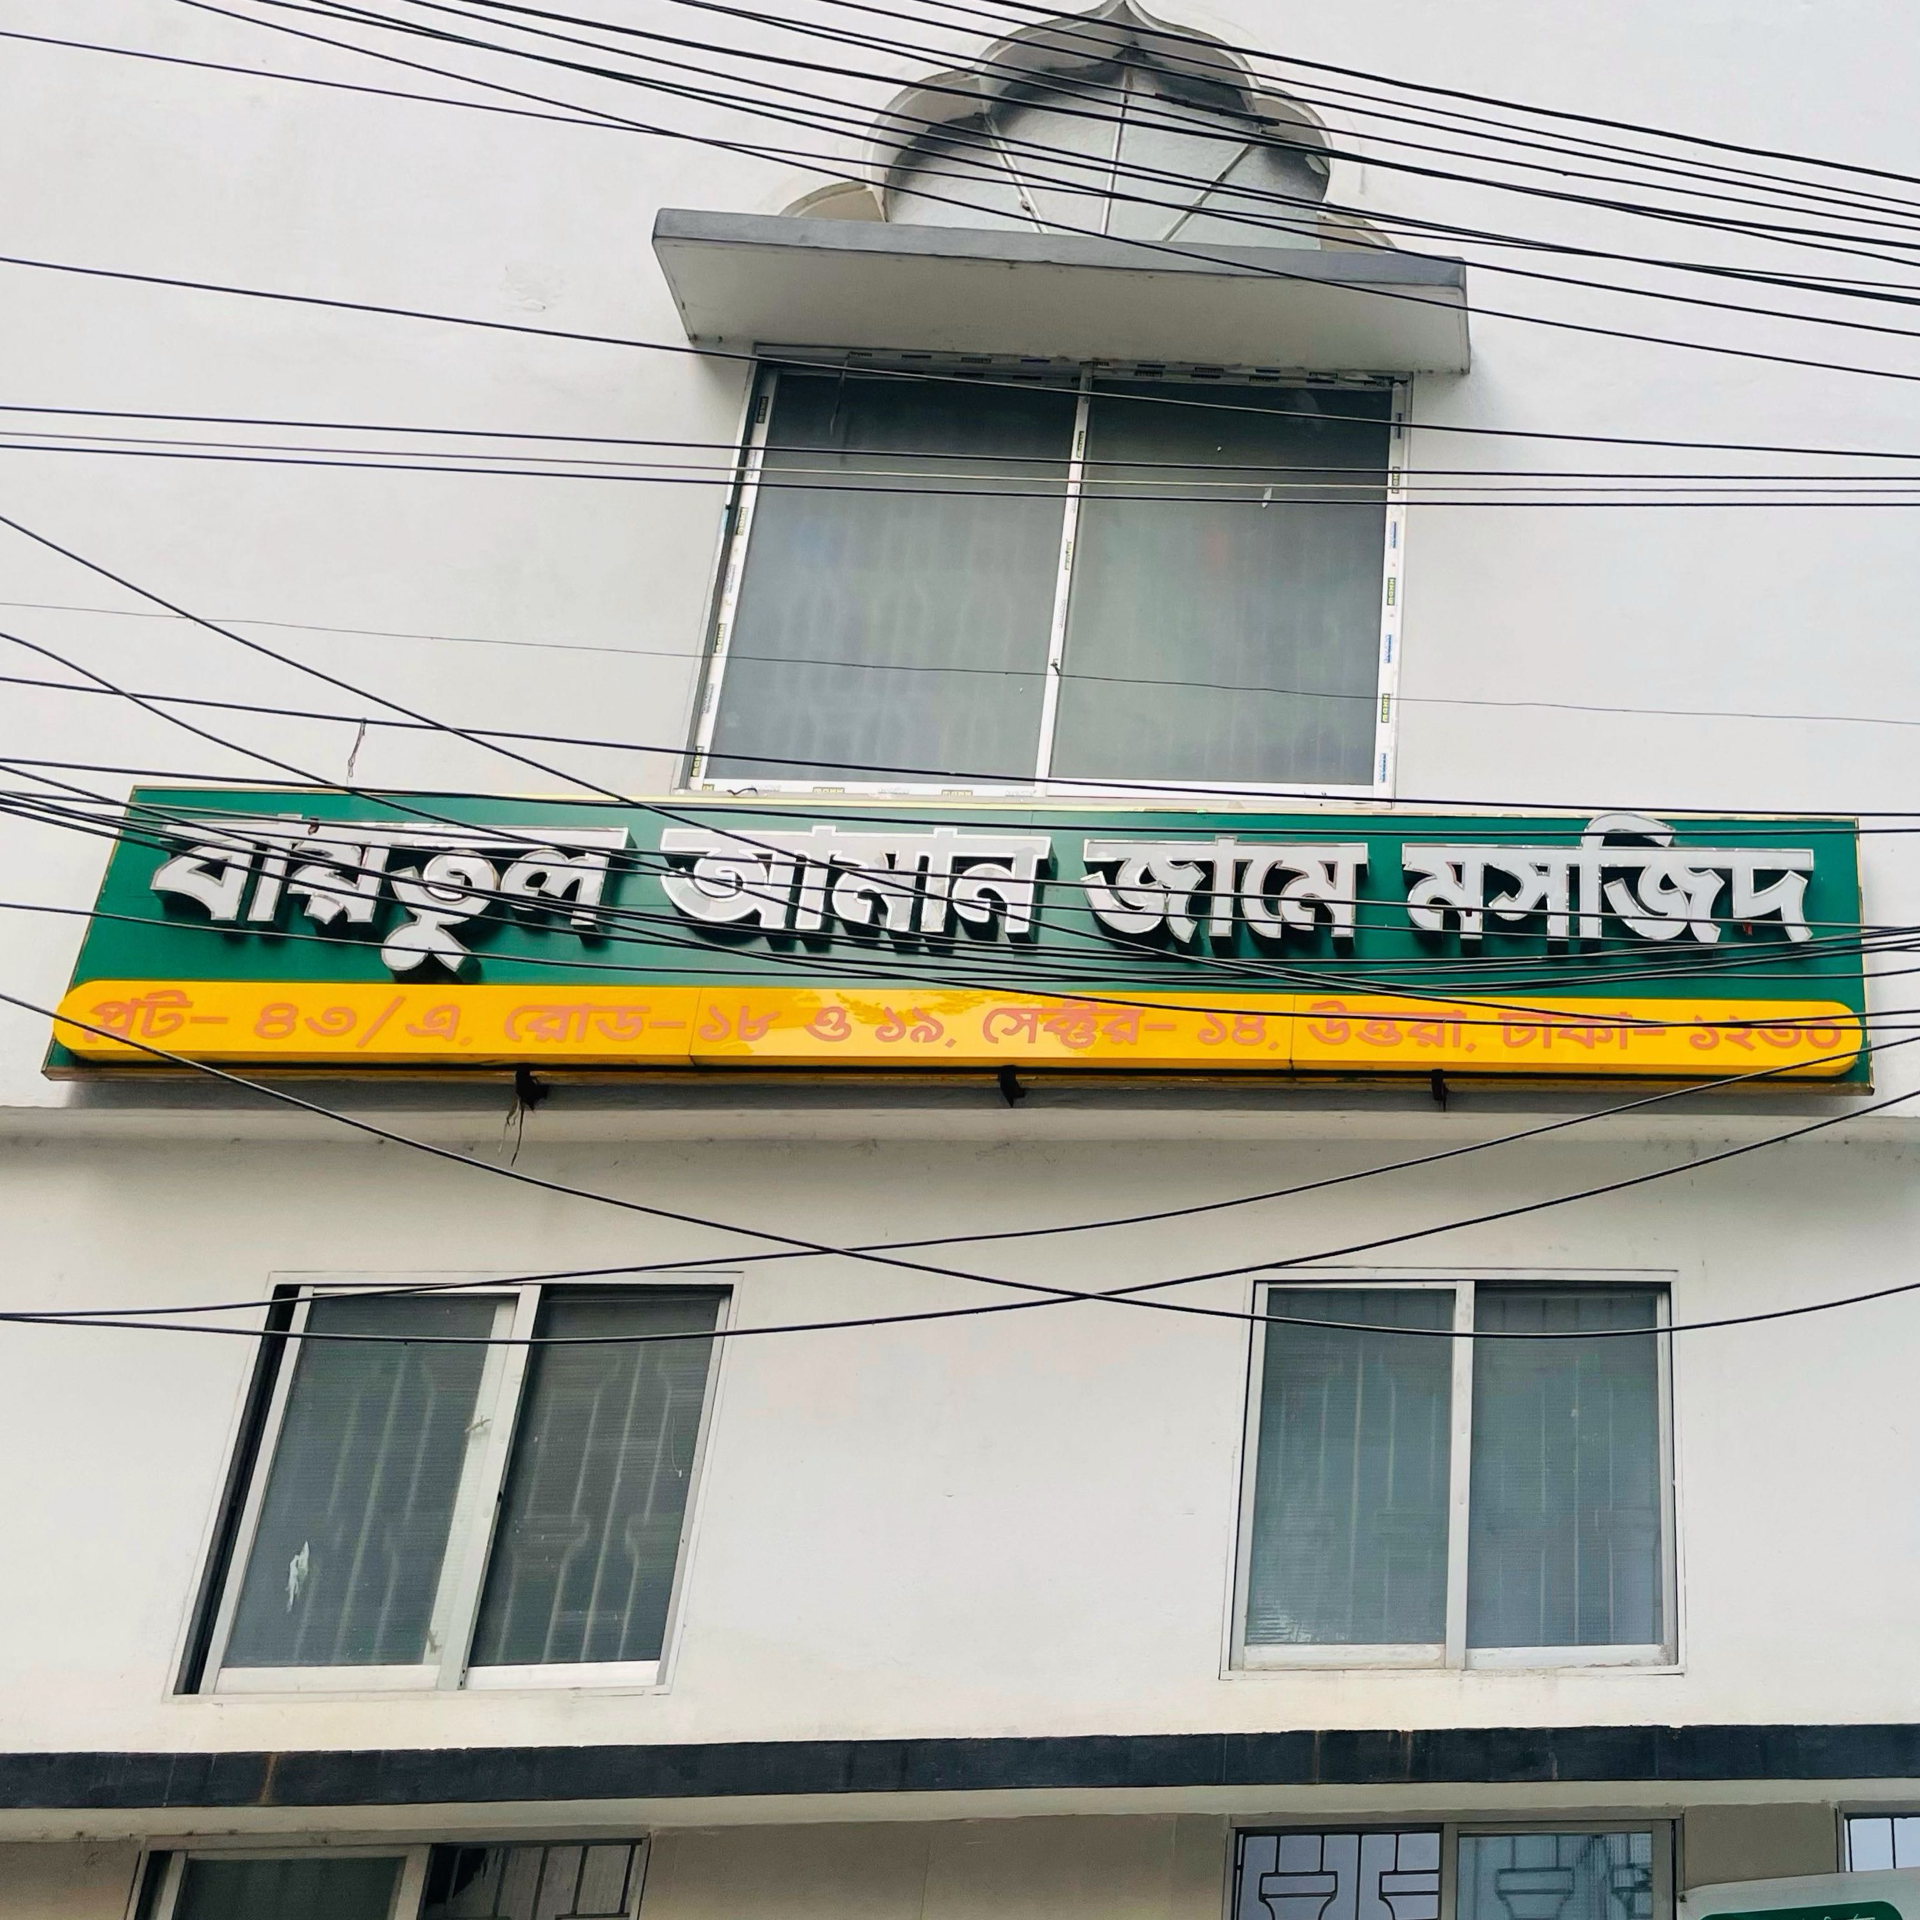 বায়তুল আমান জামে মসজিদ
প্লট- ৪৩/এ, রোড- ১৮ ও ১৯, সেক্টর- ১৪, উত্তরা, ঢাকা- ১২৩০